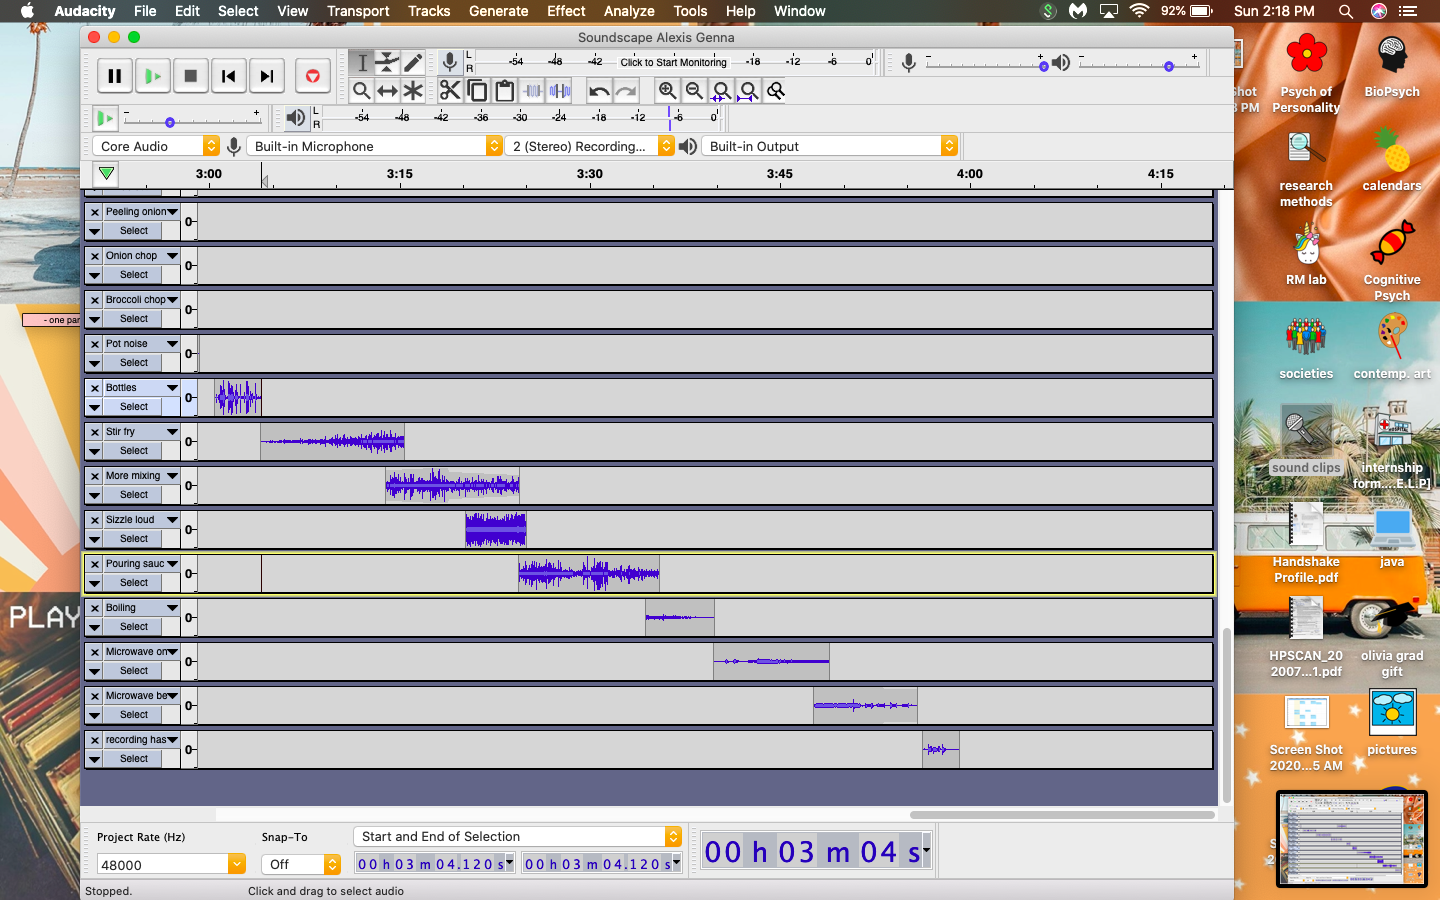 Audacity File Edit Select View Transport Tracks Generate Effect Analyze Tools Help Window
92% Sun 2:18 PM
Soundscape Alexis Genna
L
R
-54 -48 -42 Click to Start Monitoring -18 -12 -6 0
- +
- +
- +
L
R
-54 -48 -42 -36 -30 -24 -18 -12 -6 0
Core Audio
Built-in Microphone
2 (Stereo) Recording...
Built-in Output
3:00 3:15 3:30 3:45 4:00 4:15
Peeling onion
Select
0
Onion chop
Select
0
Broccoli chop
Select
0
Pot noise
Select
0
Bottles
Select
0
Stir fry
Select
0
More mixing
Select
0
Sizzle loud
Select
0
Pouring sauc
Select
0
Boiling
Select
0
Microwave on
Select
0
Microwave be
Select
0
recording has
Select
0
Project Rate (Hz)
48000
Snap-To
Off
Start and End of Selection
00 h 03 m 04.120 s
00 h 03 m 04.120 s
00 h 03 m 04 s
Stopped.
Click and drag to select audio
- one par
PLAY
Psych of
Personality
BioPsych
research
methods
calendars
RM lab
Cognitive
Psych
societies
contemp. art
sound clips
HOSPITAL
internship
form....E.L.P]
Handshake
Profile.pdf
java
HPSCAN_20
2007...1.pdf
olivia grad
gift
Screen Shot
2020...5 AM
pictures